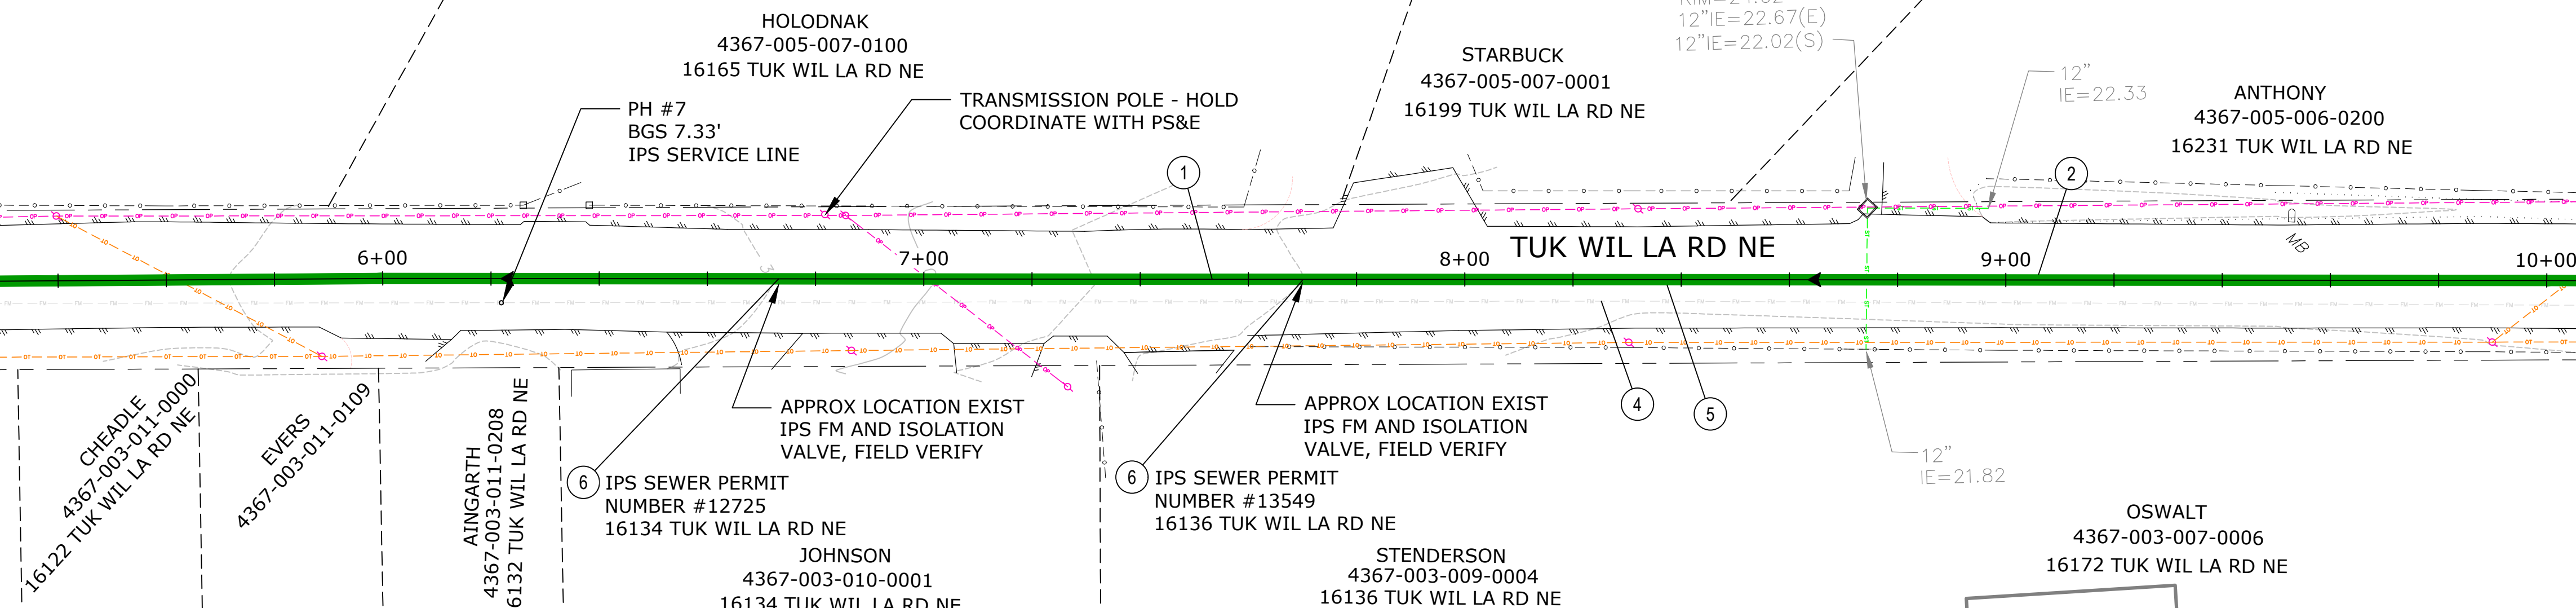 HOLODNAK
4367-005-007-0100
16165 TUK WIL LA RD NE
PH #7
BGS 7.33'
IPS SERVICE LINE
TRANSMISSION POLE - HOLD
COORDINATE WITH PS&E
1
STARBUCK
4367-005-007-0001
16199 TUK WIL LA RD NE
12"IE=22.67(E)
12"IE=22.02(S)
12"
IE=22.33
ANTHONY
4367-005-006-0200
16231 TUK WIL LA RD NE
2
MB
TUK WIL LA RD NE
6+00
7+00
8+00
9+00
10+00
CHEADLE
4367-003-011-0000
16122 TUK WIL LA RD NE
EVERS
4367-003-011-0109
AINGARTH
4367-003-011-0208
6132 TUK WIL LA RD NE
APPROX LOCATION EXIST
IPS FM AND ISOLATION
VALVE, FIELD VERIFY
6
IPS SEWER PERMIT
NUMBER #12725
16134 TUK WIL LA RD NE
JOHNSON
4367-003-010-0001
16134 TUK WIL LA RD NE
APPROX LOCATION EXIST
IPS FM AND ISOLATION
VALVE, FIELD VERIFY
6
IPS SEWER PERMIT
NUMBER #13549
16136 TUK WIL LA RD NE
STENDERSON
4367-003-009-0004
16136 TUK WIL LA RD NE
4
5
12"
IE=21.82
OSWALT
4367-003-007-0006
16172 TUK WIL LA RD NE